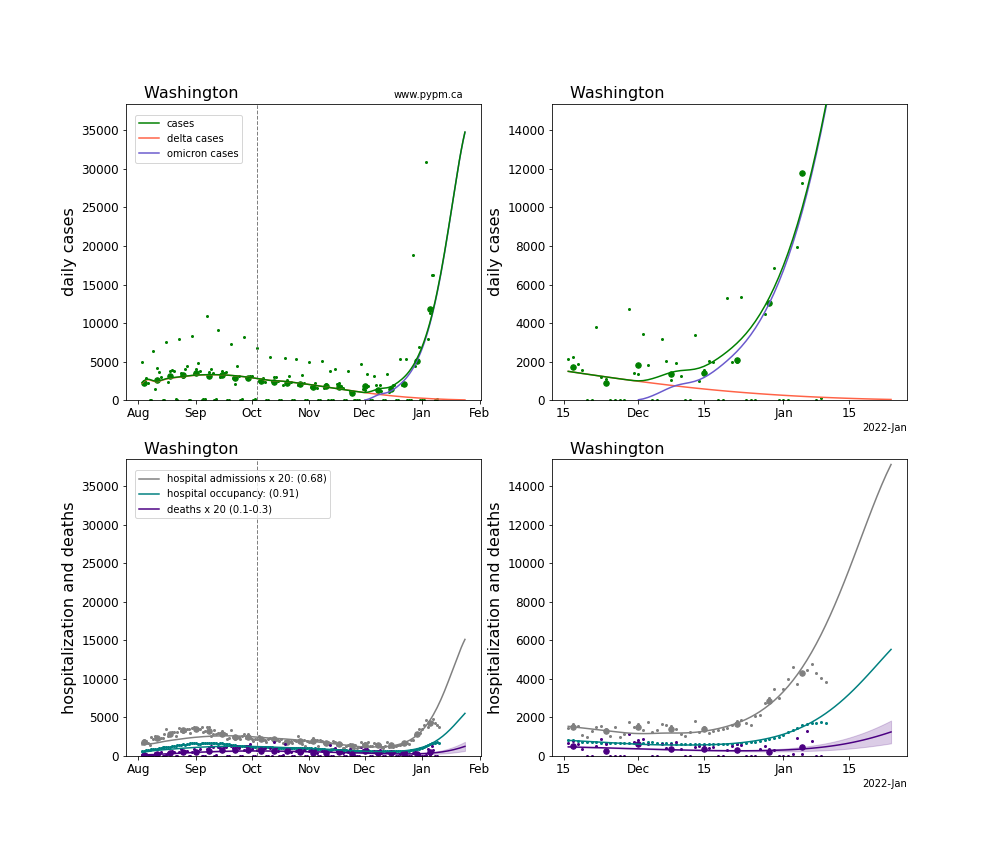 Washington
www.pypm.ca
Washington
cases
delta cases
omicron cases
daily cases
35000
30000
25000
20000
15000
10000
5000
0
Aug
Sep
Oct
Nov
Dec
Jan
Feb
daily cases
14000
12000
10000
8000
6000
4000
2000
0
15
Dec
15
Jan
15
2022-Jan
Washington
Washington
hospital admissions x 20: (0.68)
hospital occupancy: (0.91)
deaths x 20 (0.1-0.3)
hospitalization and deaths
35000
30000
25000
20000
15000
10000
5000
0
Aug
Sep
Oct
Nov
Dec
Jan
Feb
hospitalization and deaths
14000
12000
10000
8000
6000
4000
2000
0
15
Dec
15
Jan
15
2022-Jan